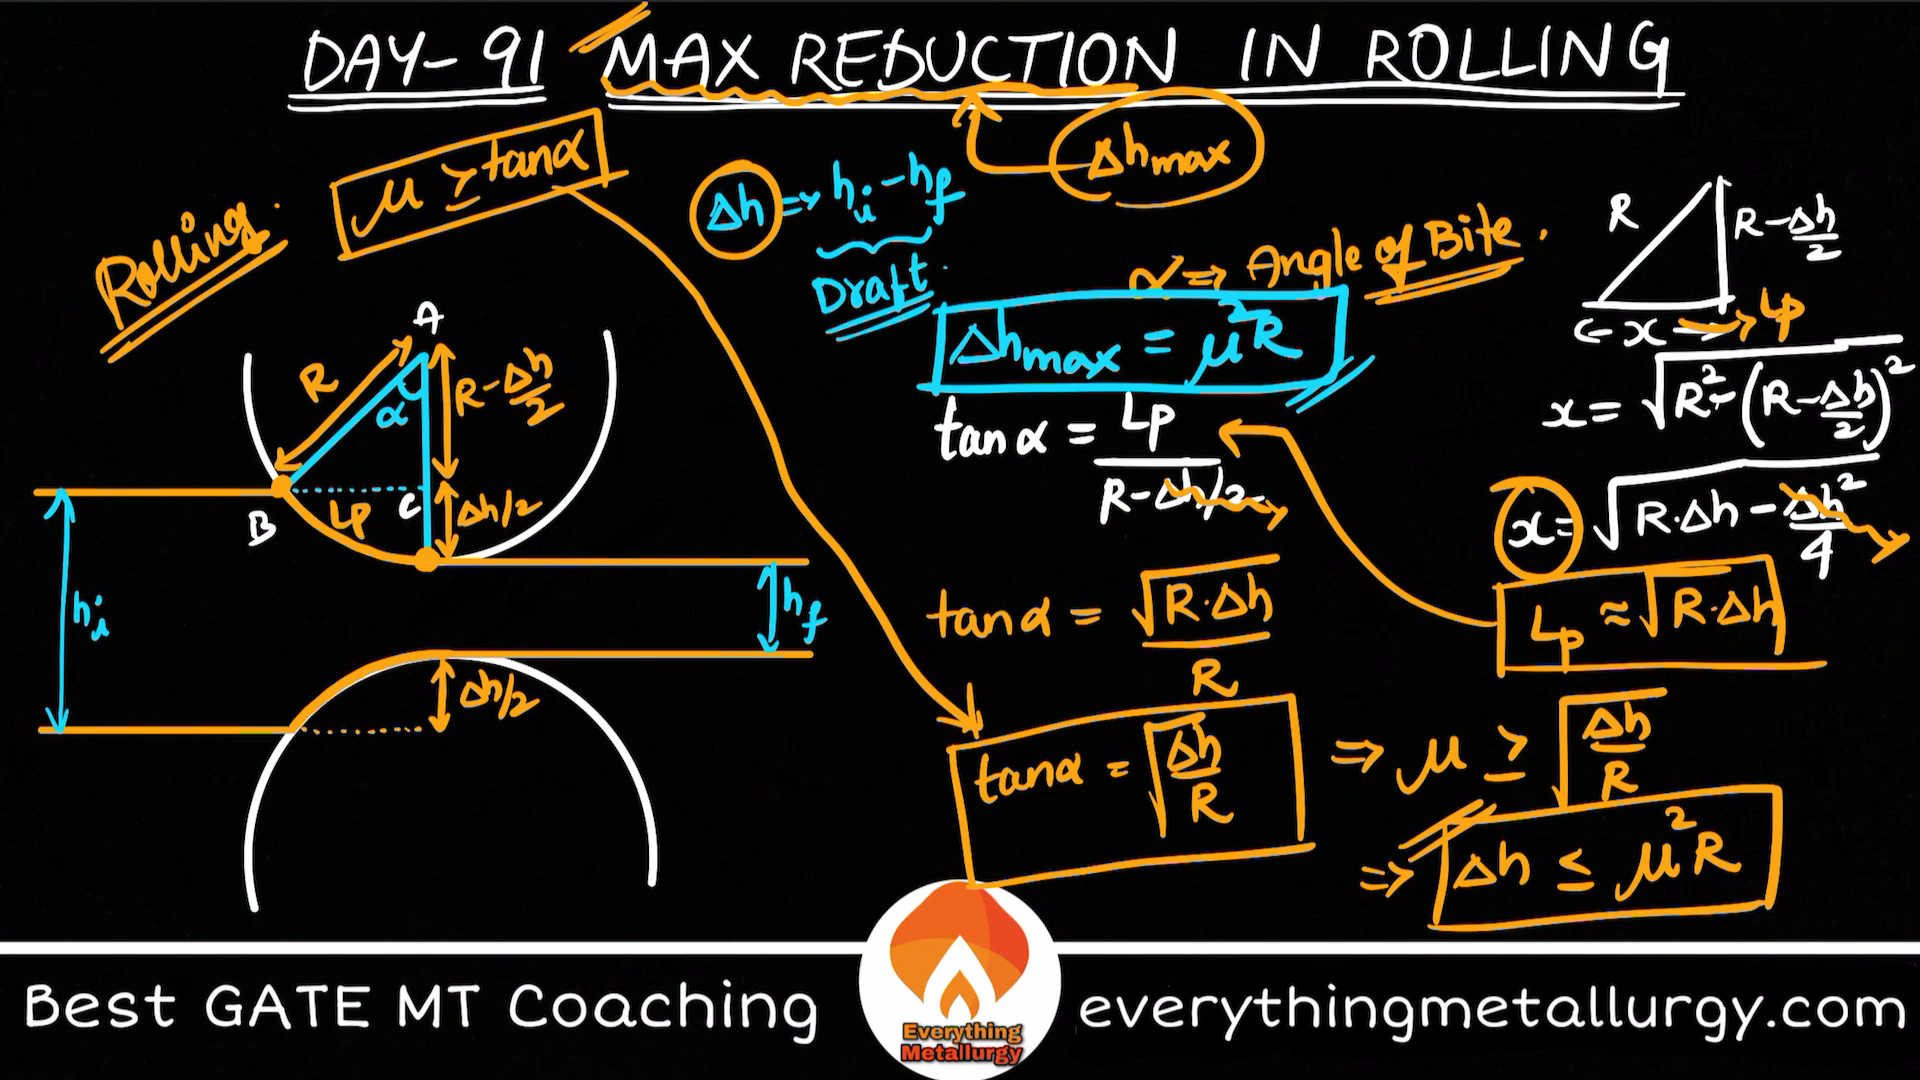 DAY-91 MAX REDUCTION IN ROLLING
Rolling.
μ ≥ tanα
Δh => hi - hf
Draft.
Δhmax
α => Angle of Bite.
Δhmax = μ²R
tanα = Lp / (R-Δh/2)
tanα = √(R·Δh) / R
tanα = √(Δh/R)
=> μ ≥ √(Δh/R)
=> Δh ≤ μ²R
R
R-Δh/2
<- x -> Lp
x = √(R² - (R-Δh/2)²)
x = √(R·Δh - Δh²/4)
Lp ≈ √(R·Δh)
A
R
α
R-Δh/2
B
Lp
C
Δh/2
hi
hf
Δh/2
Best GATE MT Coaching
Everything
Metallurgy
everythingmetallurgy.com